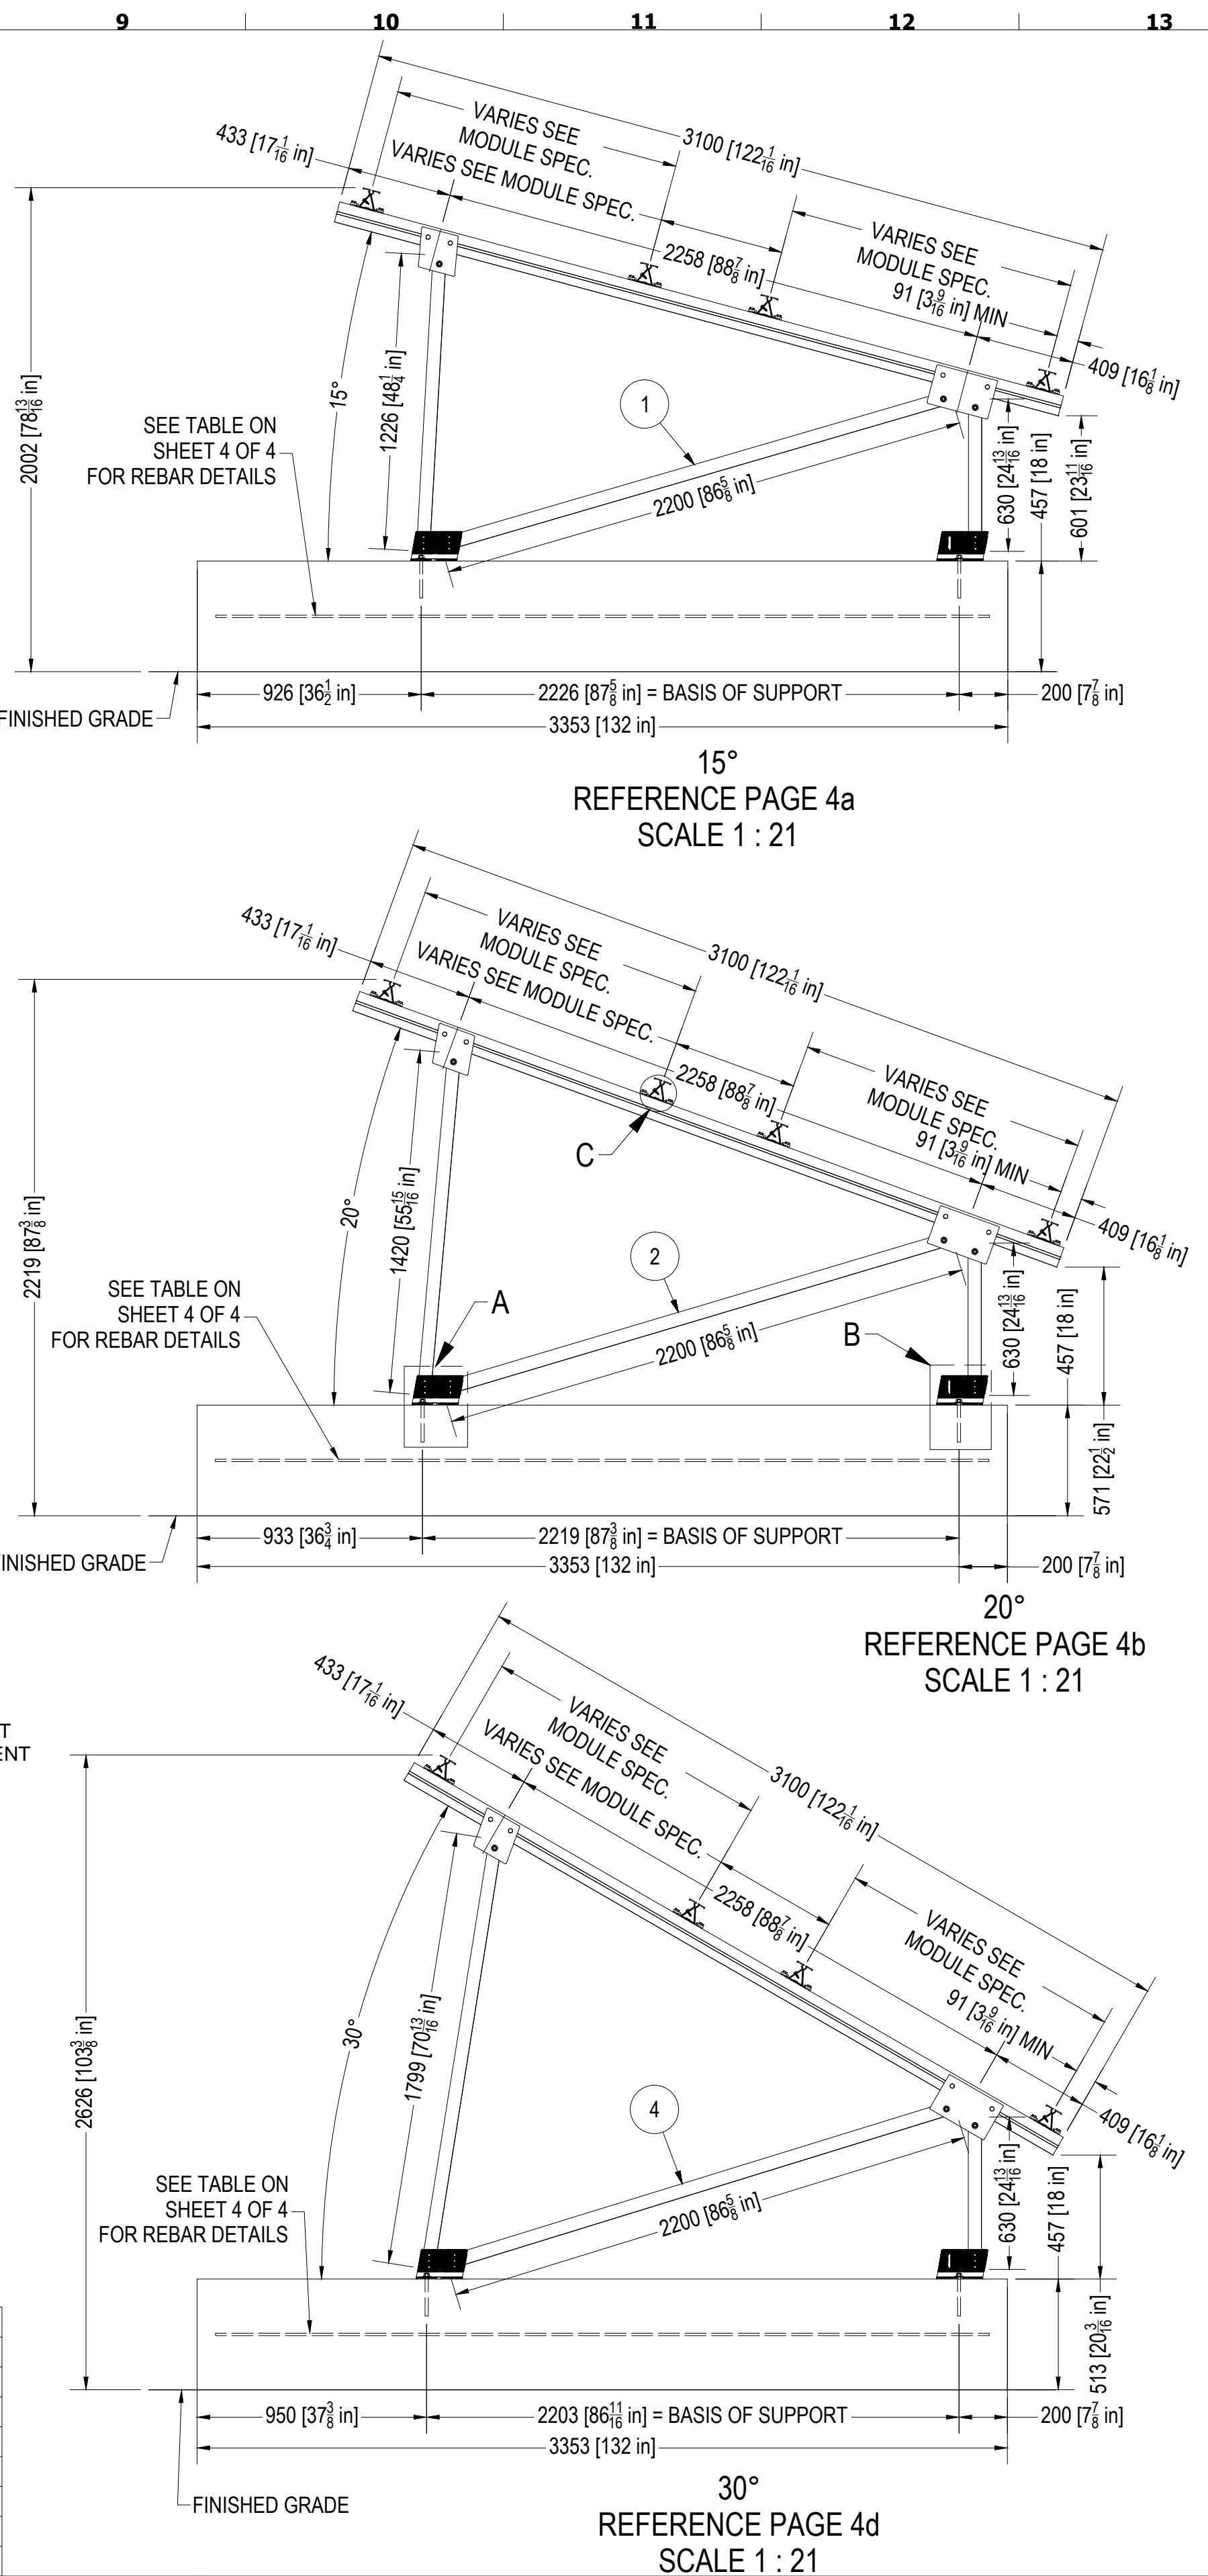 9 10 11 12 13
433 [17 1/16 in]
VARIES SEE
MODULE SPEC.
VARIES SEE MODULE SPEC.
3100 [122 1/16 in]
2258 [88 7/8 in]
VARIES SEE
MODULE SPEC.
91 [3 9/16 in] MIN
409 [16 1/8 in]
2002 [78 13/16 in]
15°
1226 [48 1/4 in]
1
2200 [86 5/8 in]
630 [24 13/16 in]
457 [18 in]
601 [23 11/16 in]
SEE TABLE ON
SHEET 4 OF 4
FOR REBAR DETAILS
926 [36 1/2 in]
2226 [87 5/8 in] = BASIS OF SUPPORT
200 [7 7/8 in]
FINISHED GRADE
3353 [132 in]
15°
REFERENCE PAGE 4a
SCALE 1 : 21
433 [17 1/16 in]
VARIES SEE
MODULE SPEC.
VARIES SEE MODULE SPEC.
3100 [122 1/16 in]
2258 [88 7/8 in]
VARIES SEE
MODULE SPEC.
91 [3 9/16 in] MIN
409 [16 1/8 in]
C
2219 [87 3/8 in]
20°
1420 [55 15/16 in]
2
A
B
2200 [86 5/8 in]
630 [24 13/16 in]
457 [18 in]
571 [22 1/2 in]
SEE TABLE ON
SHEET 4 OF 4
FOR REBAR DETAILS
933 [36 3/4 in]
2219 [87 3/8 in] = BASIS OF SUPPORT
FINISHED GRADE
3353 [132 in]
200 [7 7/8 in]
20°
REFERENCE PAGE 4b
SCALE 1 : 21
T
ENT
433 [17 1/16 in]
VARIES SEE
MODULE SPEC.
VARIES SEE MODULE SPEC.
3100 [122 1/16 in]
2258 [88 7/8 in]
VARIES SEE
MODULE SPEC.
91 [3 9/16 in] MIN
409 [16 1/8 in]
2626 [103 3/8 in]
30°
1799 [70 13/16 in]
4
2200 [86 5/8 in]
630 [24 13/16 in]
457 [18 in]
513 [20 3/16 in]
SEE TABLE ON
SHEET 4 OF 4
FOR REBAR DETAILS
950 [37 3/8 in]
2203 [86 11/16 in] = BASIS OF SUPPORT
200 [7 7/8 in]
3353 [132 in]
FINISHED GRADE
30°
REFERENCE PAGE 4d
SCALE 1 : 21